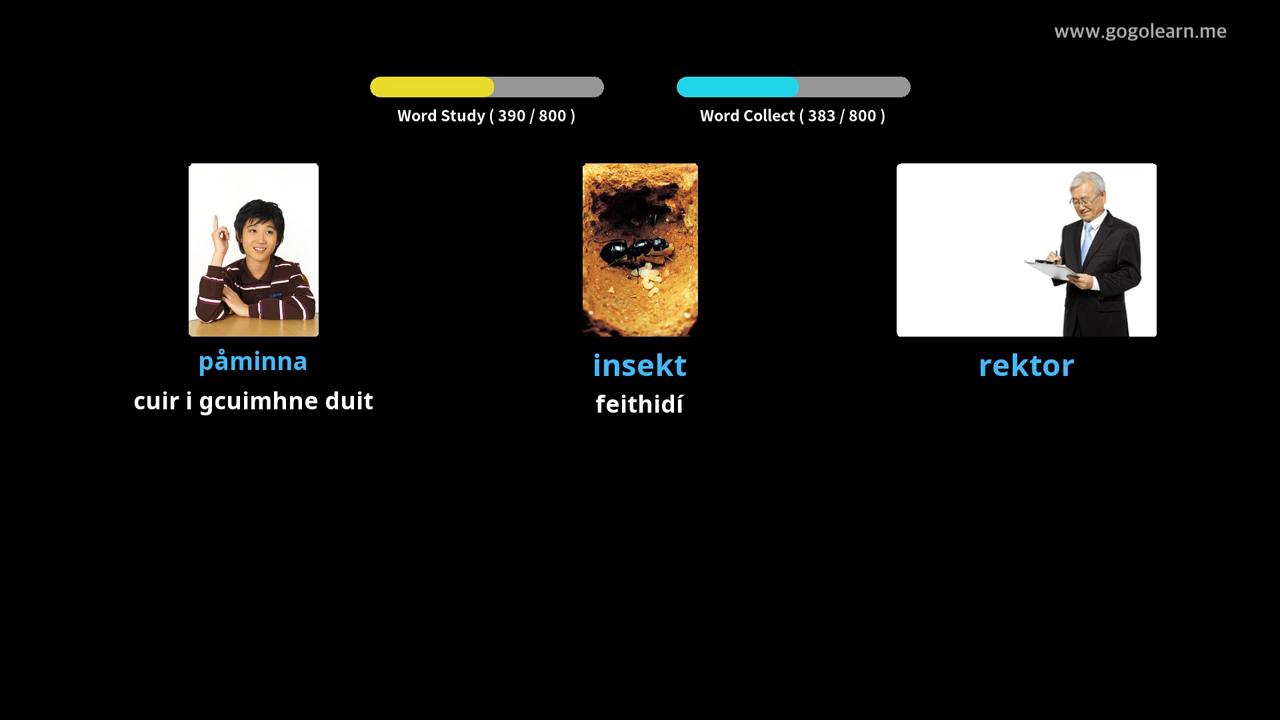 www.gogolearn.me
Word Study ( 390 / 800 )
Word Collect ( 383 / 800 )
påminna
cuir i gcuimhne duit
insekt
feithidí
rektor